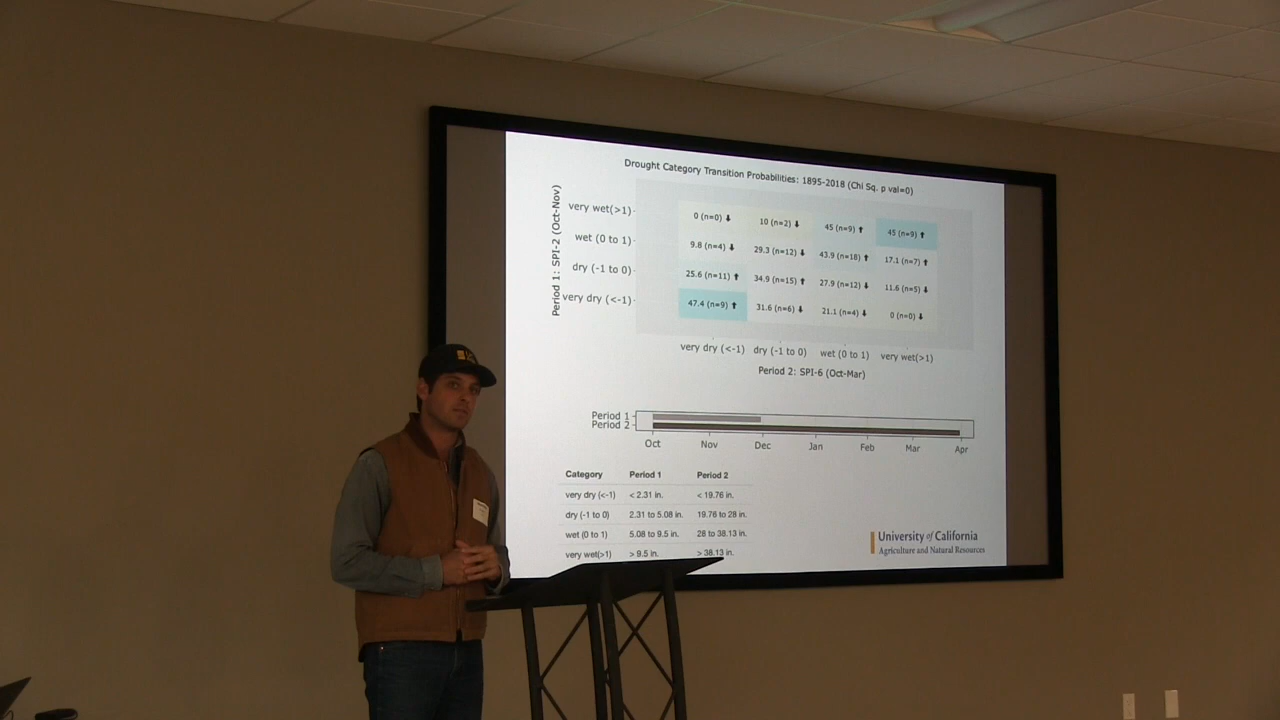 Drought Category Transition Probabilities: 1895-2018 (Chi Sq. p val=0)
Period 1: SPI-2 (Oct-Nov)
very wet(>1) 0 (n=0) ⬇ 10 (n=2) ⬇ 45 (n=9) ⬆ 45 (n=9) ⬆
wet (0 to 1) 9.8 (n=4) ⬇ 29.3 (n=12) ⬇ 43.9 (n=18) ⬆ 17.1 (n=7) ⬆
dry (-1 to 0) 25.6 (n=11) ⬆ 34.9 (n=15) ⬆ 27.9 (n=12) ⬇ 11.6 (n=5) ⬇
very dry (<-1) 47.4 (n=9) ⬆ 31.6 (n=6) ⬇ 21.1 (n=4) ⬇ 0 (n=0) ⬇
very dry (<-1) dry (-1 to 0) wet (0 to 1) very wet(>1)
Period 2: SPI-6 (Oct-Mar)
Period 1
Period 2
Oct Nov Dec Jan Feb Mar Apr
Category Period 1 Period 2
very dry (<-1) < 2.31 in. < 19.76 in.
dry (-1 to 0) 2.31 to 5.08 in. 19.76 to 28 in.
wet (0 to 1) 5.08 to 9.5 in. 28 to 38.13 in.
very wet(>1) > 9.5 in. > 38.13 in.
University of California
Agriculture and Natural Resources